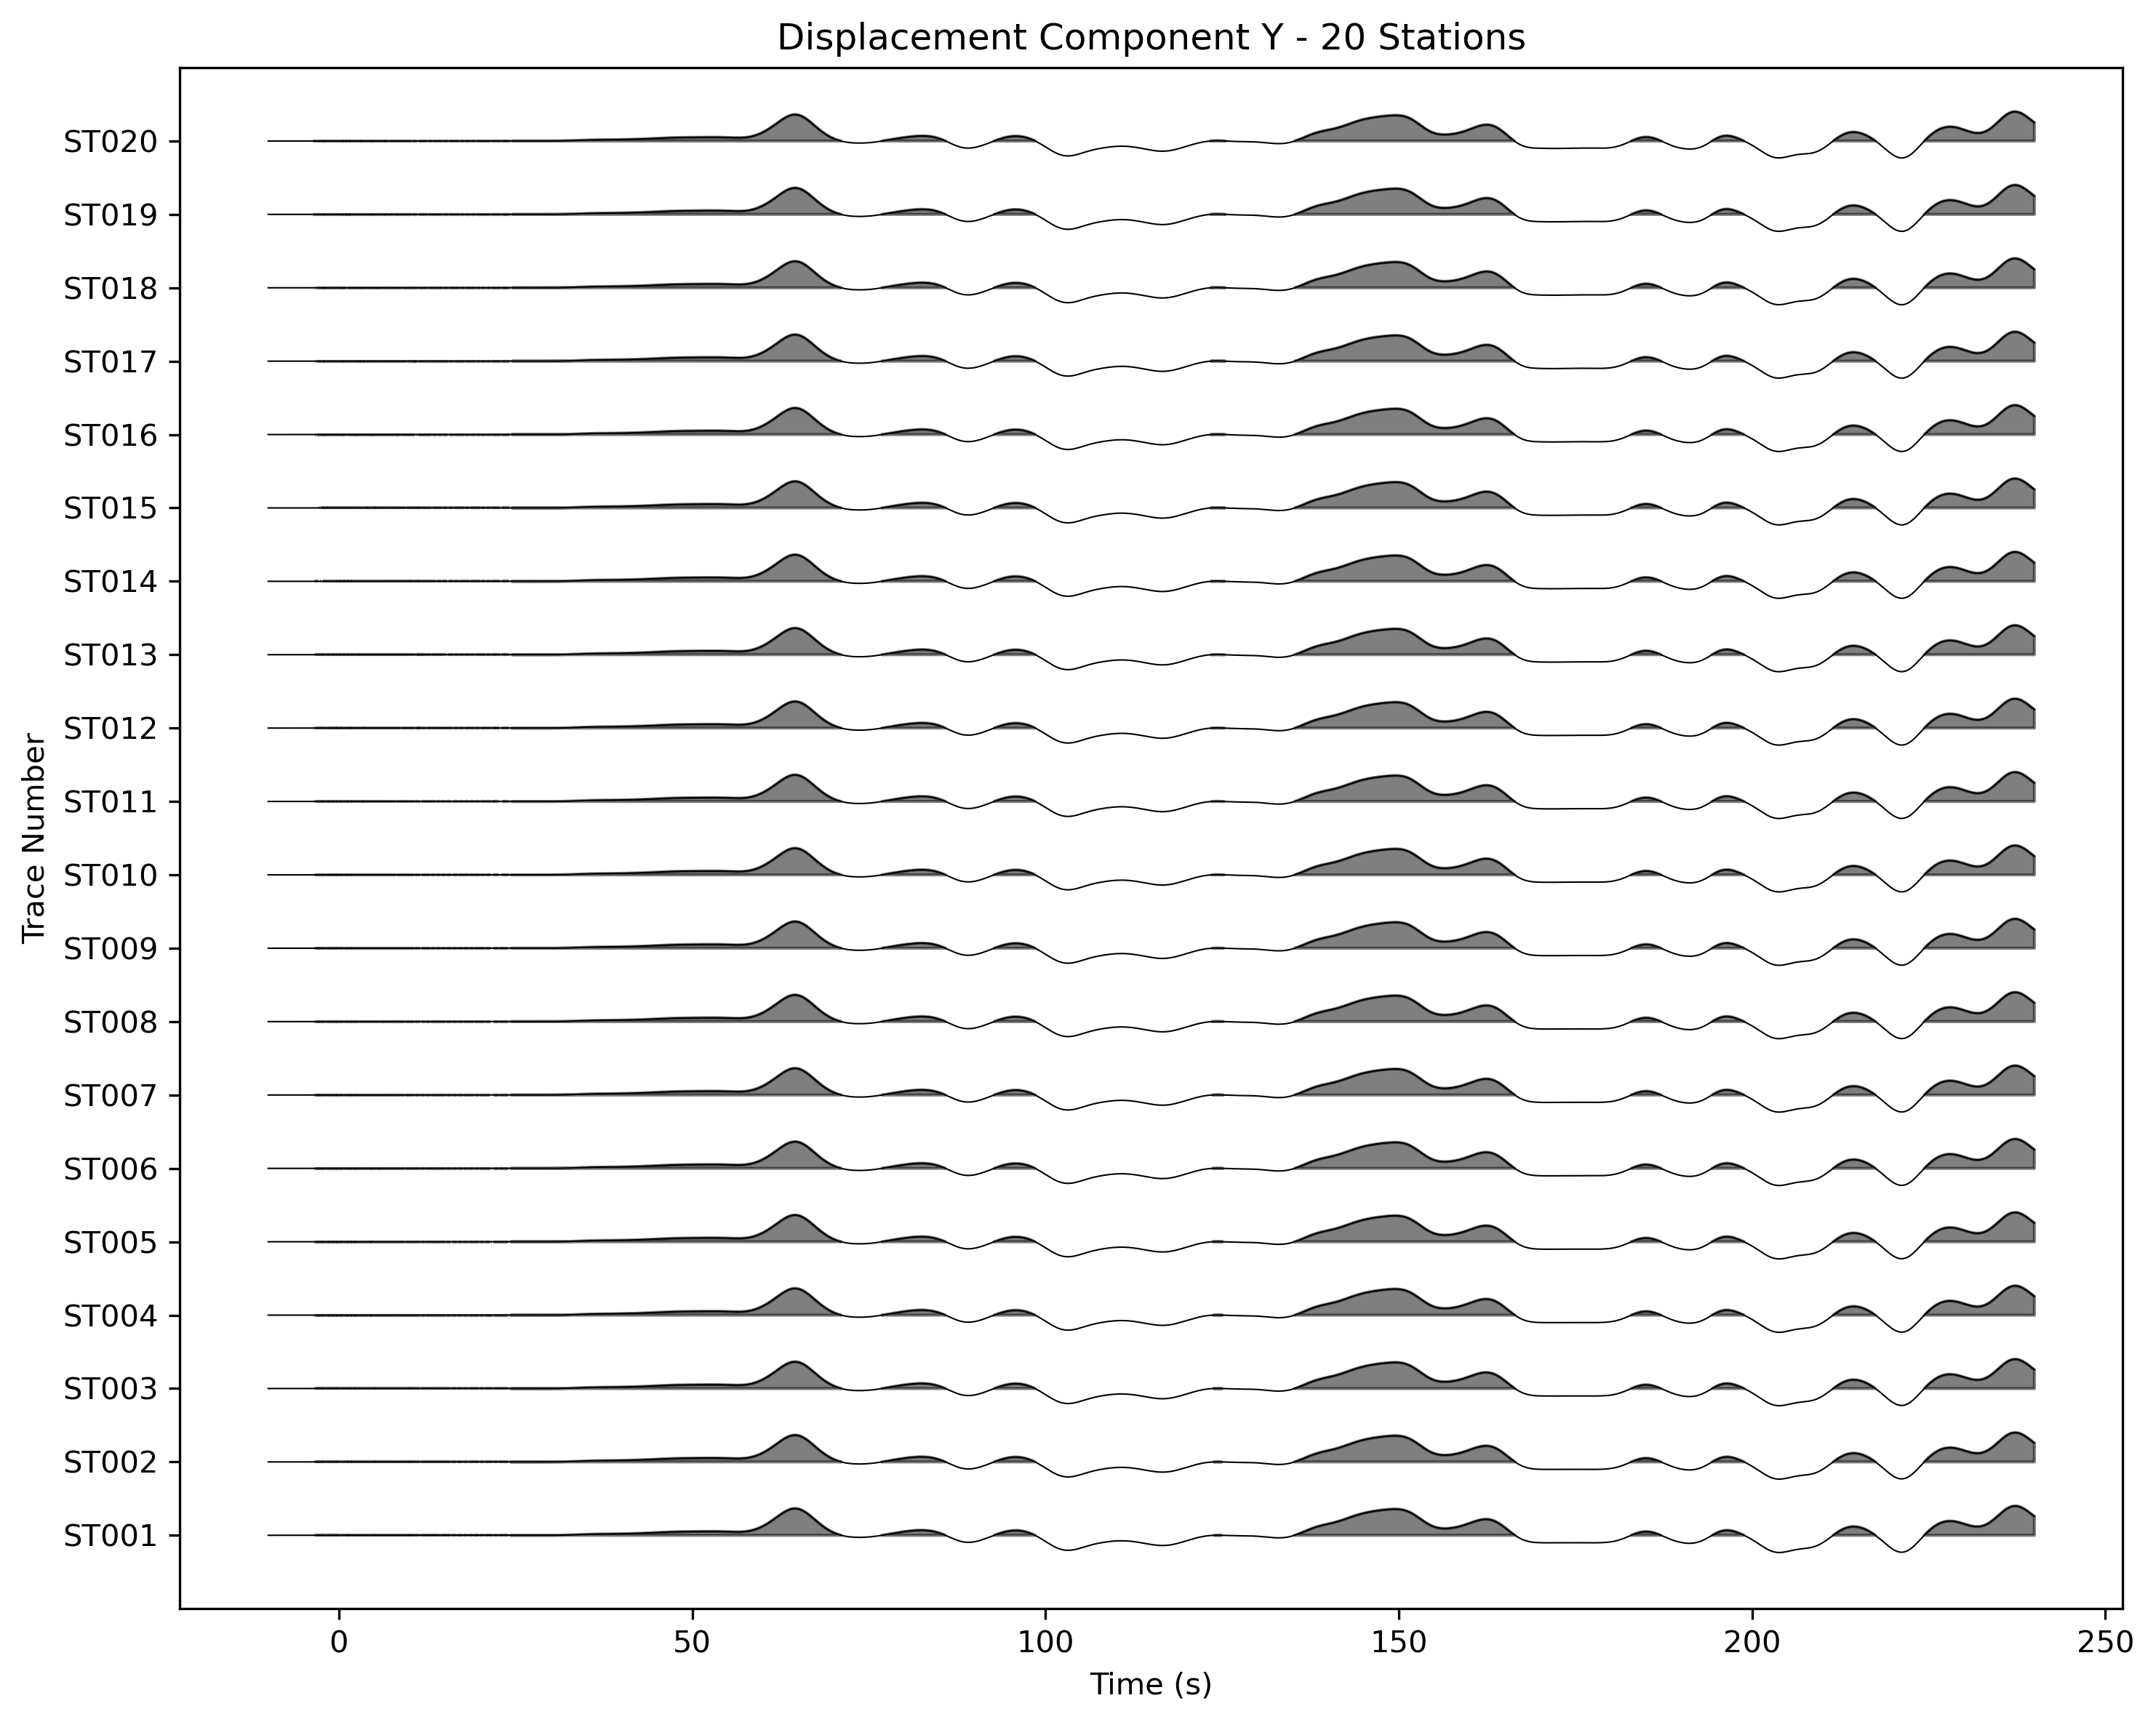 Displacement Component Y - 20 Stations
ST020
ST019
ST018
ST017
ST016
ST015
ST014
ST013
ST012
ST011
ST010
ST009
ST008
ST007
ST006
ST005
ST004
ST003
ST002
ST001
Trace Number
0 50 100 150 200 250
Time (s)